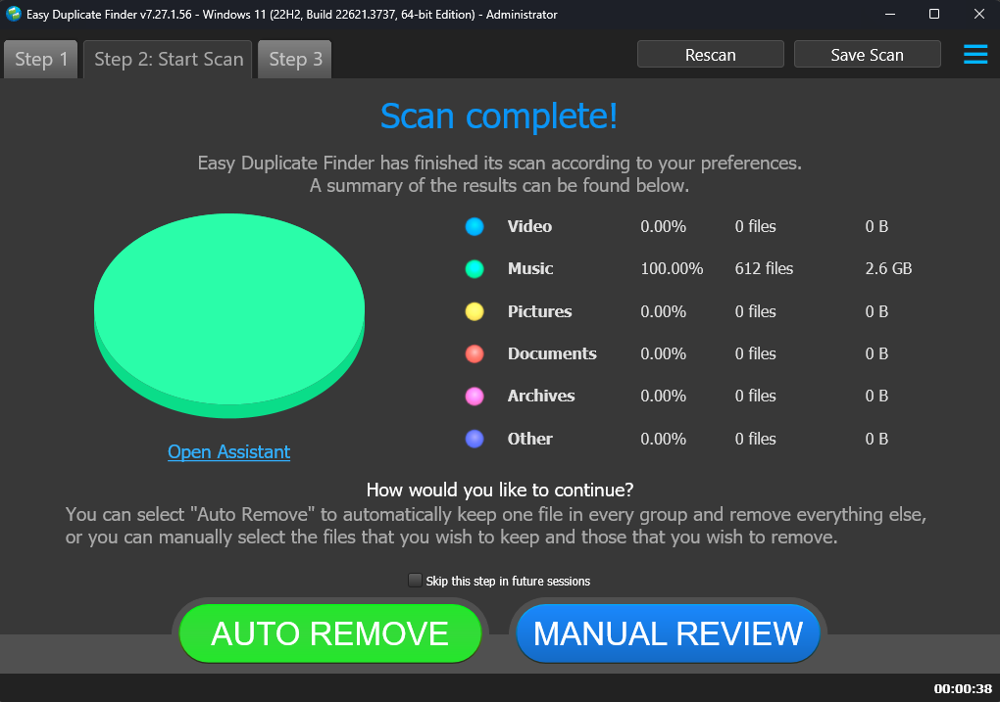 Easy Duplicate Finder v7.27.1.56 - Windows 11 (22H2, Build 22621.3737, 64-bit Edition) - Administrator
Step 1 Step 2: Start Scan Step 3 Rescan Save Scan
Scan complete!
Easy Duplicate Finder has finished its scan according to your preferences.
A summary of the results can be found below.
Video 0.00% 0 files 0 B
Music 100.00% 612 files 2.6 GB
Pictures 0.00% 0 files 0 B
Documents 0.00% 0 files 0 B
Archives 0.00% 0 files 0 B
Other 0.00% 0 files 0 B
Open Assistant
How would you like to continue?
You can select "Auto Remove" to automatically keep one file in every group and remove everything else,
or you can manually select the files that you wish to keep and those that you wish to remove.
Skip this step in future sessions
AUTO REMOVE MANUAL REVIEW
00:00:38